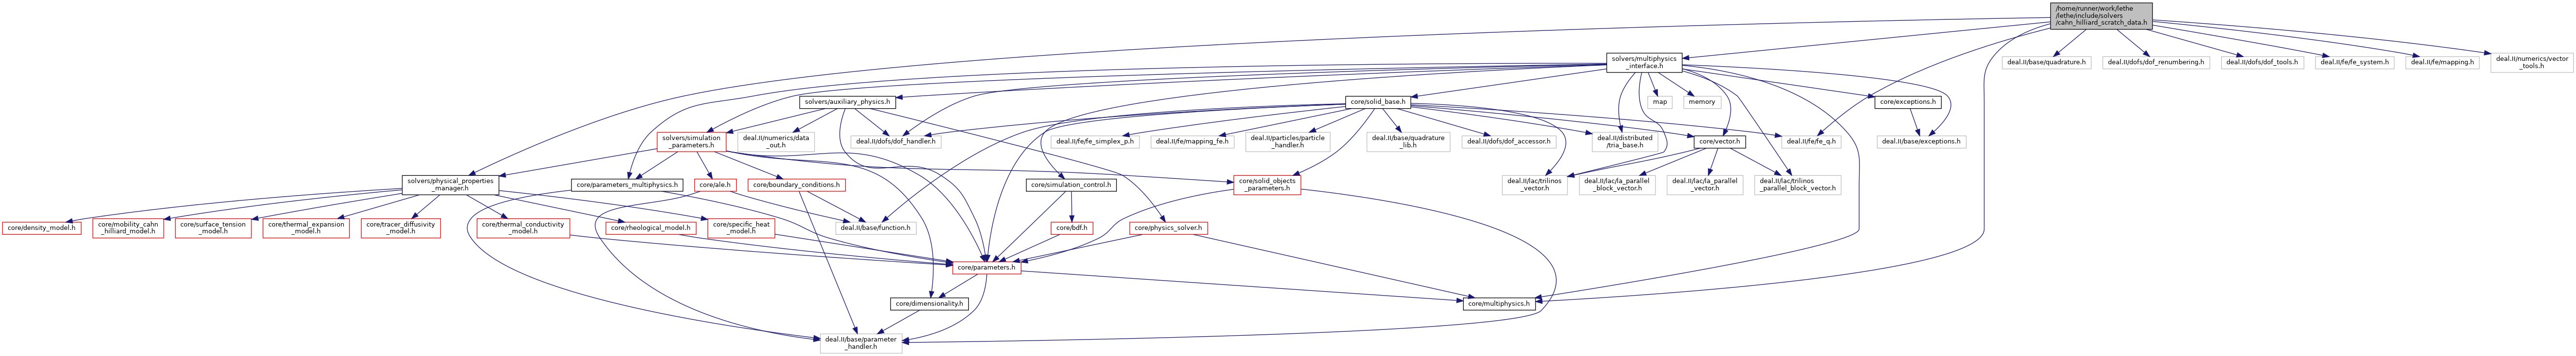 /home/runner/work/lethe
/lethe/include/solvers
/cahn_hilliard_scratch_data.h
solvers/multiphysics
_interface.h
deal.II/base/quadrature.h
deal.II/dofs/dof_renumbering.h
deal.II/dofs/dof_tools.h
deal.II/fe/fe_system.h
deal.II/fe/mapping.h
deal.II/numerics/vector
_tools.h
solvers/auxiliary_physics.h
core/solid_base.h
map
memory
core/exceptions.h
solvers/simulation
_parameters.h
deal.II/numerics/data
_out.h
deal.II/dofs/dof_handler.h
deal.II/fe/fe_simplex_p.h
deal.II/fe/mapping_fe.h
deal.II/particles/particle
_handler.h
deal.II/base/quadrature
_lib.h
deal.II/dofs/dof_accessor.h
deal.II/distributed
/tria_base.h
core/vector.h
deal.II/fe/fe_q.h
deal.II/base/exceptions.h
solvers/physical_properties
_manager.h
core/parameters_multiphysics.h
core/ale.h
core/boundary_conditions.h
core/simulation_control.h
core/solid_objects
_parameters.h
deal.II/lac/trilinos
_vector.h
deal.II/lac/la_parallel
_block_vector.h
deal.II/lac/la_parallel
_vector.h
deal.II/lac/trilinos
_parallel_block_vector.h
core/density_model.h
core/mobility_cahn
_hilliard_model.h
core/surface_tension
_model.h
core/thermal_expansion
_model.h
core/tracer_diffusivity
_model.h
core/thermal_conductivity
_model.h
core/rheological_model.h
core/specific_heat
_model.h
deal.II/base/function.h
core/bdf.h
core/physics_solver.h
core/parameters.h
core/dimensionality.h
core/multiphysics.h
deal.II/base/parameter
_handler.h